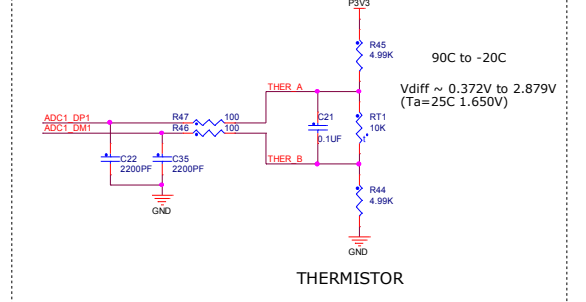 P3V3
R45
4.99K
90C to -20C
Vdiff ~ 0.372V to 2.879V
(Ta=25C 1.650V)
THER_A
ADC1_DP1
R47
100
C21
RT1
ADC1_DM1
R46
100
0.1UF
10K
t
THER_B
C22
2200PF
C35
2200PF
R44
4.99K
GND
GND
THERMISTOR